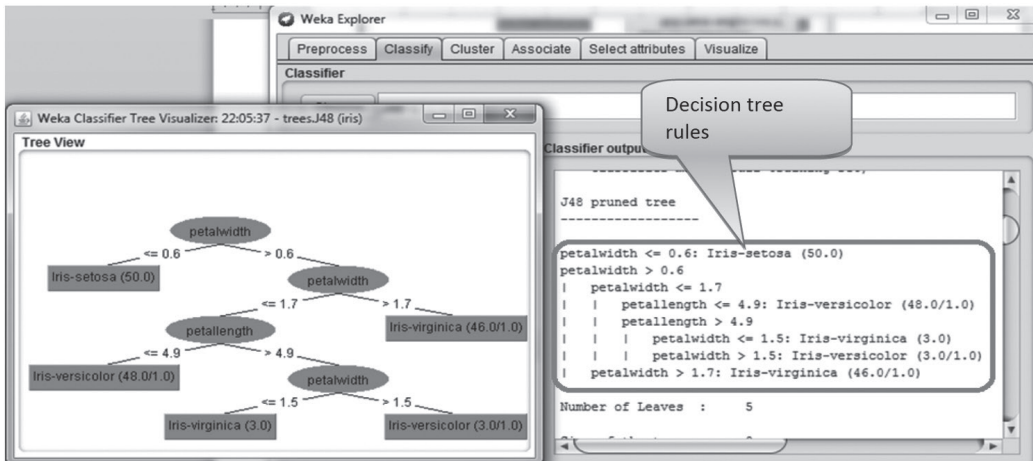 Weka Explorer
Preprocess Classify Cluster Associate Select attributes Visualize
Classifier
Decision tree
rules
Weka Classifier Tree Visualizer: 22:05:37 - trees.J48 (iris)
Tree View
petalwidth
<= 0.6 > 0.6
Iris-setosa (50.0) petalwidth
<= 1.7 > 1.7
petallength Iris-virginica (46.0/1.0)
<= 4.9 > 4.9
Iris-versicolor (48.0/1.0) petalwidth
<= 1.5 > 1.5
Iris-virginica (3.0) Iris-versicolor (3.0/1.0)
Classifier outpu
J48 pruned tree
------------------
petalwidth <= 0.6: Iris-setosa (50.0)
petalwidth > 0.6
| petalwidth <= 1.7
| | petallength <= 4.9: Iris-versicolor (48.0/1.0)
| | petallength > 4.9
| | | petalwidth <= 1.5: Iris-virginica (3.0)
| | | petalwidth > 1.5: Iris-versicolor (3.0/1.0)
| petalwidth > 1.7: Iris-virginica (46.0/1.0)
Number of Leaves : 5